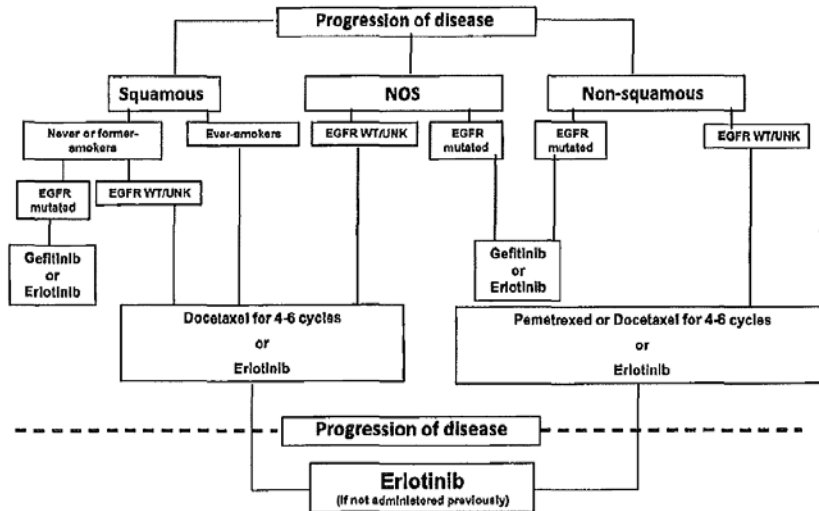 Progression of disease
Squamous
NOS
Non-squamous
Never or former-
smokers
Ever-smokers
EGFR WT/UNK
EGFR
mutated
EGFR
mutated
EGFR WT/UNK
EGFR
mutated
EGFR WT/UNK
Gefitinib
or
Erlotinib
Gefitinib
or
Erlotinib
Docetaxel for 4-6 cycles
or
Erlotinib
Pemetrexed or Docetaxel for 4-6 cycles
or
Erlotinib
Progression of disease
Erlotinib
(if not administered previously)